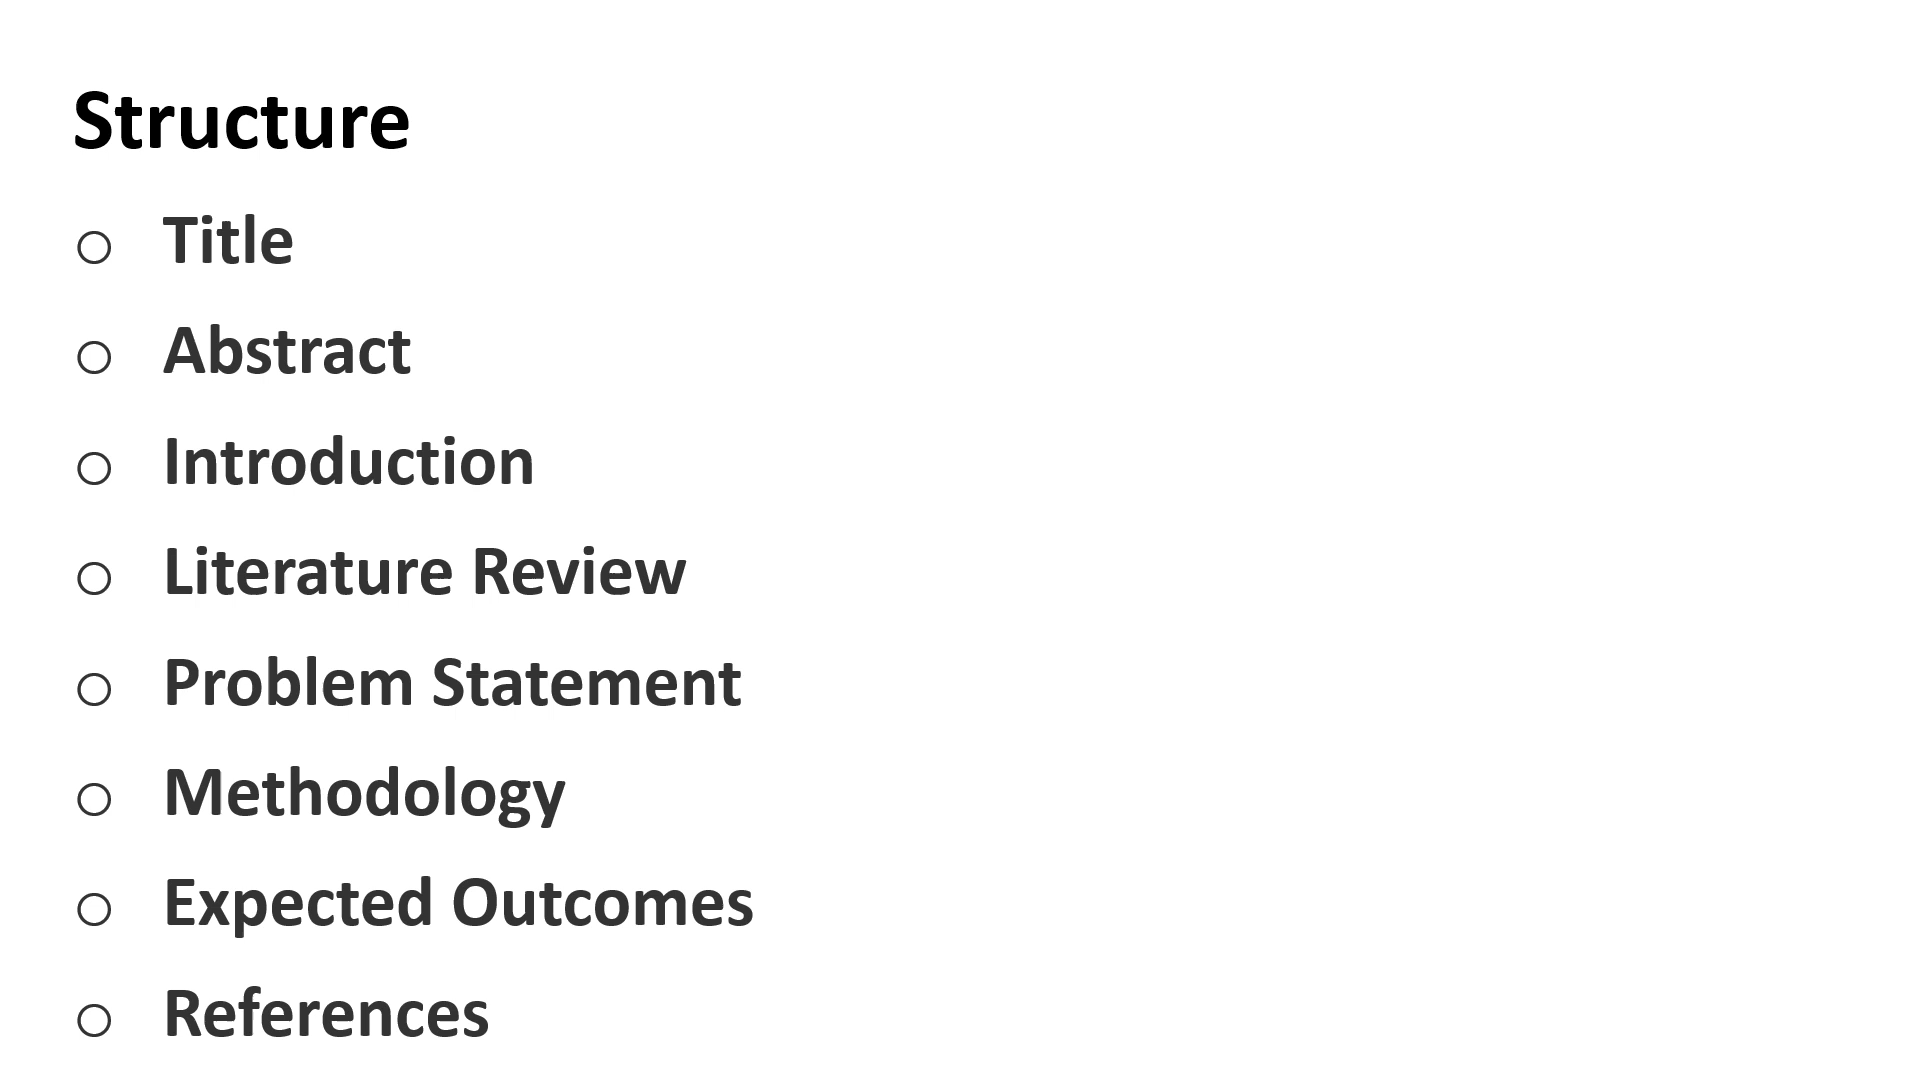 Structure
○ Title
○ Abstract
○ Introduction
○ Literature Review
○ Problem Statement
○ Methodology
○ Expected Outcomes
○ References